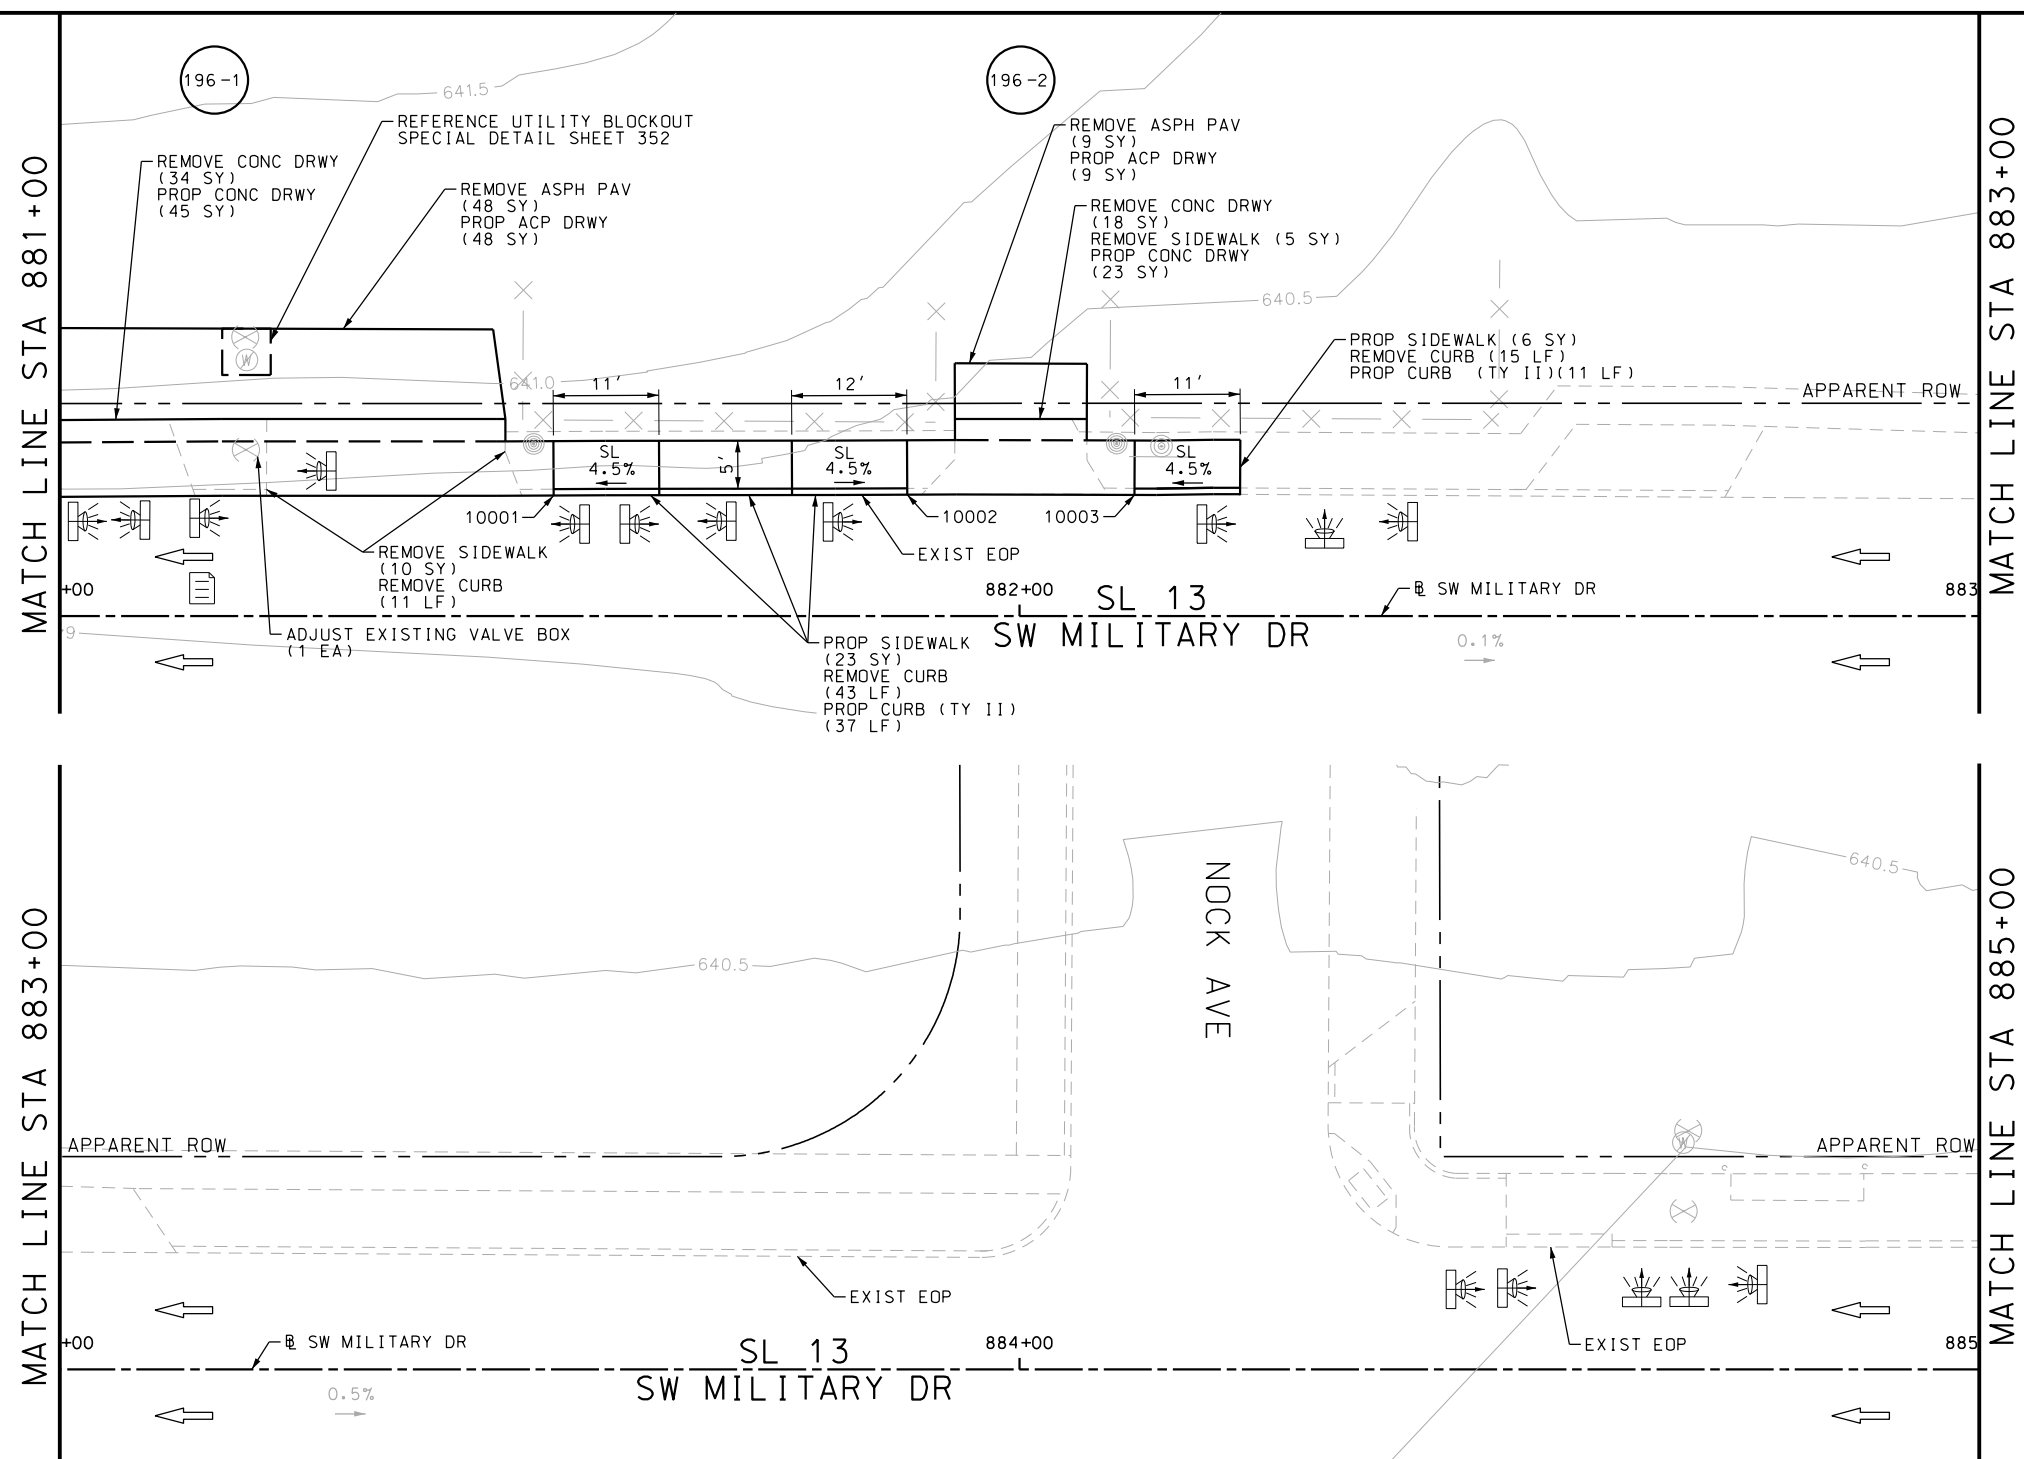 196-1
196-2
641.5
REFERENCE UTILITY BLOCKOUT
SPECIAL DETAIL SHEET 352
REMOVE CONC DRWY
(34 SY)
PROP CONC DRWY
(45 SY)
REMOVE ASPH PAV
(48 SY)
PROP ACP DRWY
(48 SY)
REMOVE ASPH PAV
(9 SY)
PROP ACP DRWY
(9 SY)
REMOVE CONC DRWY
(18 SY)
REMOVE SIDEWALK (5 SY)
PROP CONC DRWY
(23 SY)
640.5
PROP SIDEWALK (6 SY)
REMOVE CURB (15 LF)
PROP CURB (TY II)(11 LF)
APPARENT ROW
MATCH LINE STA 881+00
MATCH LINE STA 883+00
W
641.0
11'
12'
11'
SL
4.5%
5'
SL
4.5%
SL
4.5%
10001
10002
10003
EXIST EOP
REMOVE SIDEWALK
(10 SY)
REMOVE CURB
(11 LF)
+00
882+00
SL 13
SW MILITARY DR
B SW MILITARY DR
883
9
ADJUST EXISTING VALVE BOX
(1 EA)
0.1%
PROP SIDEWALK
(23 SY)
REMOVE CURB
(43 LF)
PROP CURB (TY II)
(37 LF)
MATCH LINE STA 883+00
MATCH LINE STA 885+00
NOCK AVE
640.5
640.5
APPARENT ROW
W
APPARENT ROW
EXIST EOP
EXIST EOP
+00
B SW MILITARY DR
SL 13
SW MILITARY DR
884+00
885
0.5%